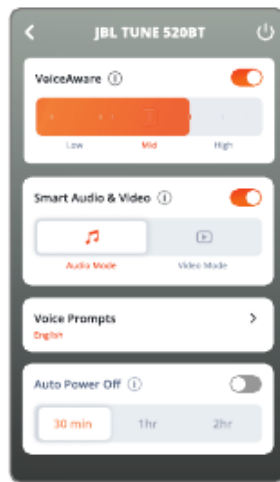 JBL TUNE 520BT
VoiceAware
Low Mid High
Smart Audio & Video
Audio Mode Video Mode
Voice Prompts
English
Auto Power Off
30 min 1hr 2hr